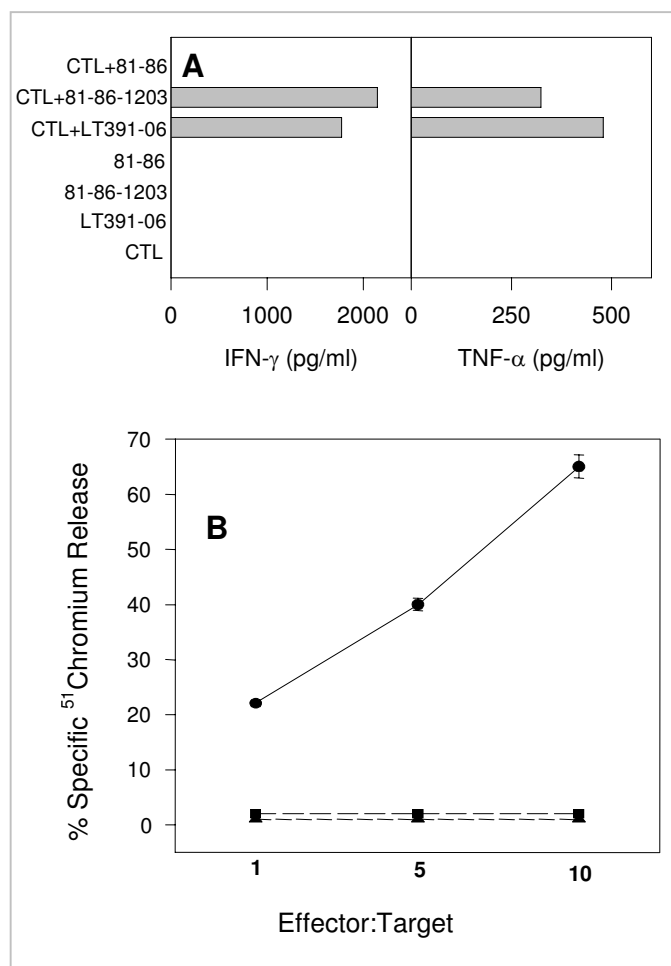 A
CTL+81-86
CTL+81-86-1203
CTL+LT391-06
81-86
81-86-1203
LT391-06
CTL
0 1000 2000 0 250 500
IFN-γ (pg/ml) TNF-α (pg/ml)
B
% Specific ⁵¹Chromium Release
70
60
50
40
30
20
10
0
1 5 10
Effector:Target